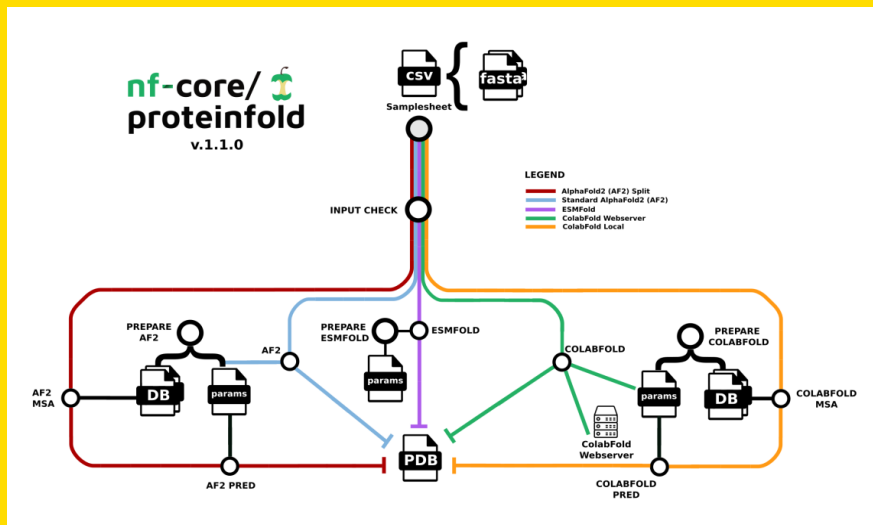 nf-core/
proteinfold
v.1.1.0
CSV
fasta
Samplesheet
INPUT CHECK
LEGEND
AlphaFold2 (AF2) Split
Standard AlphaFold2 (AF2)
ESMFold
ColabFold Webserver
ColabFold Local
PREPARE
AF2
DB
params
AF2
AF2
MSA
AF2 PRED
PREPARE
ESMFOLD
params
ESMFOLD
PDB
COLABFOLD
ColabFold
Webserver
PREPARE
COLABFOLD
params
DB
COLABFOLD
MSA
COLABFOLD
PRED